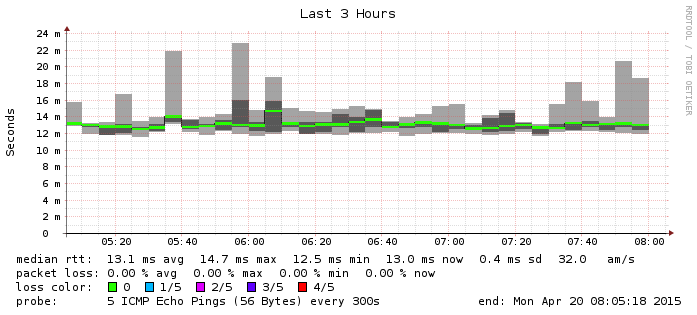 Last 3 Hours
RRDTOOL / TOBI OETIKER
Seconds
24 m
22 m
20 m
18 m
16 m
14 m
12 m
10 m
8 m
6 m
4 m
2 m
0
05:20 05:40 06:00 06:20 06:40 07:00 07:20 07:40 08:00
median rtt: 13.1 ms avg 14.7 ms max 12.5 ms min 13.0 ms now 0.4 ms sd 32.0 am/s
packet loss: 0.00 % avg 0.00 % max 0.00 % min 0.00 % now
loss color: 0 1/5 2/5 3/5 4/5
probe: 5 ICMP Echo Pings (56 Bytes) every 300s end: Mon Apr 20 08:05:18 2015